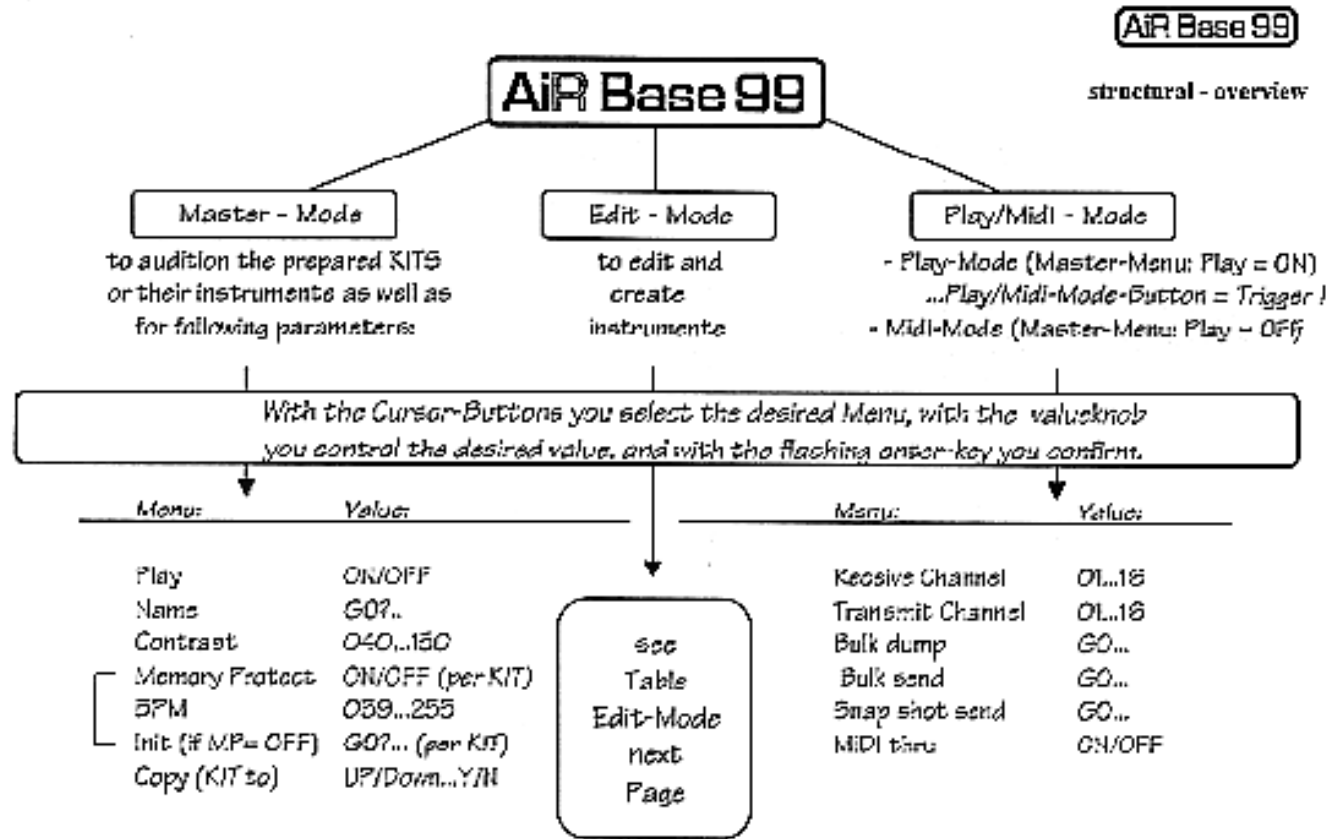 AiR Base 99
structural - overview
AiR Base 99
Master - Mode
to audition the prepared KITS
or their instrumente as well as
for following parameters:
Edit - Mode
to edit and
create
instrumente
Play/Midi - Mode
- Play-Mode (Master-Menu: Play = ON)
...Play/Midi-Mode-Button = Trigger !
- Midi-Mode (Master-Menu: Play = OFF)
With the Cursor-Buttons you select the desired Menu, with the valueknob
you control the desired value, and with the flashing enter-key you confirm.
Menu: Value:
Play ON/OFF
Name GO?..
Contrast 040...150
Memory Protect ON/OFF (per KIT)
BPM 039...255
Init (if M.P= OFF) GO?... (per KIT)
Copy (KIT to) UP/Down...Y/N
see
Table
Edit-Mode
next
Page
Menu: Value:
Receive Channel 01...16
Transmit Channel 01...16
Bulk dump GO...
Bulk send GO...
Snap shot send GO...
MiDI thru ON/OFF